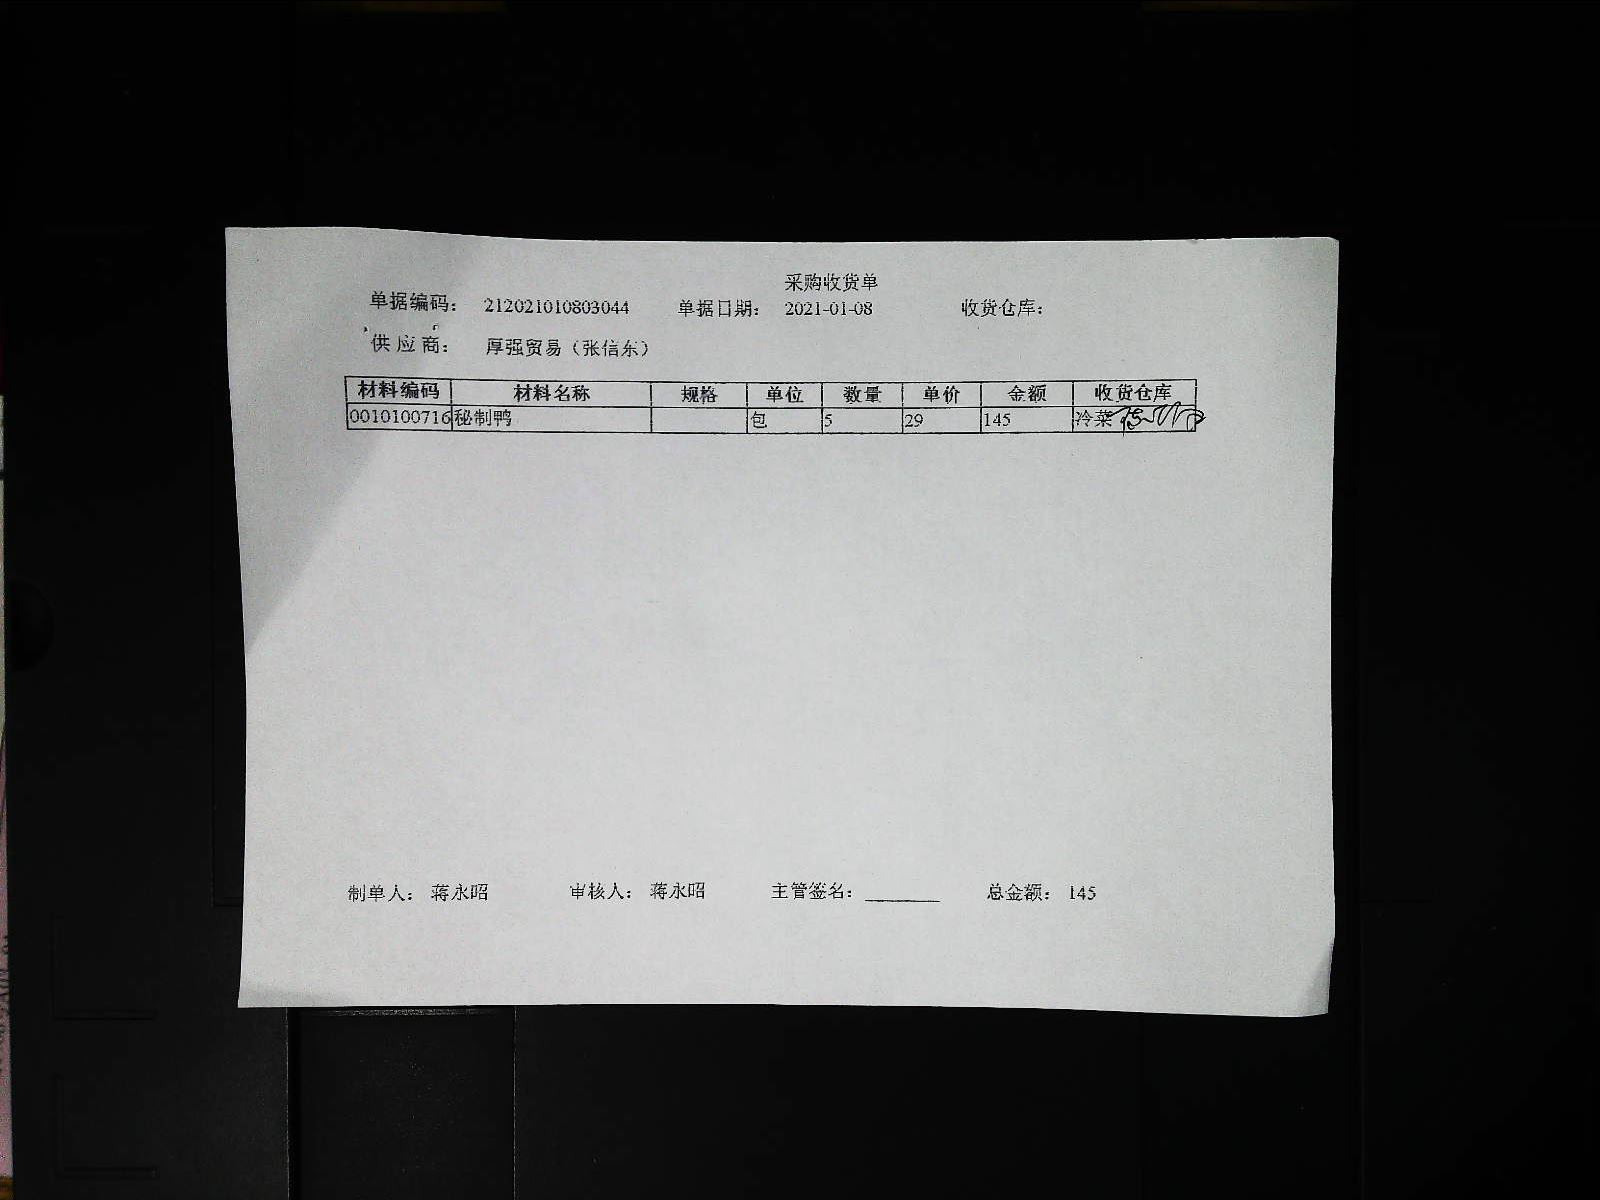 采购收货单
单据编码： 212021010803044 单据日期： 2021-01-08 收货仓库：
供应商： 厚强贸易（张信东）
材料编码 材料名称 规格 单位 数量 单价 金额 收货仓库
0010100716 秘制鸭 包 5 29 145 冷菜
制单人： 蒋永昭 审核人： 蒋永昭 主管签名： ________ 总金额： 145